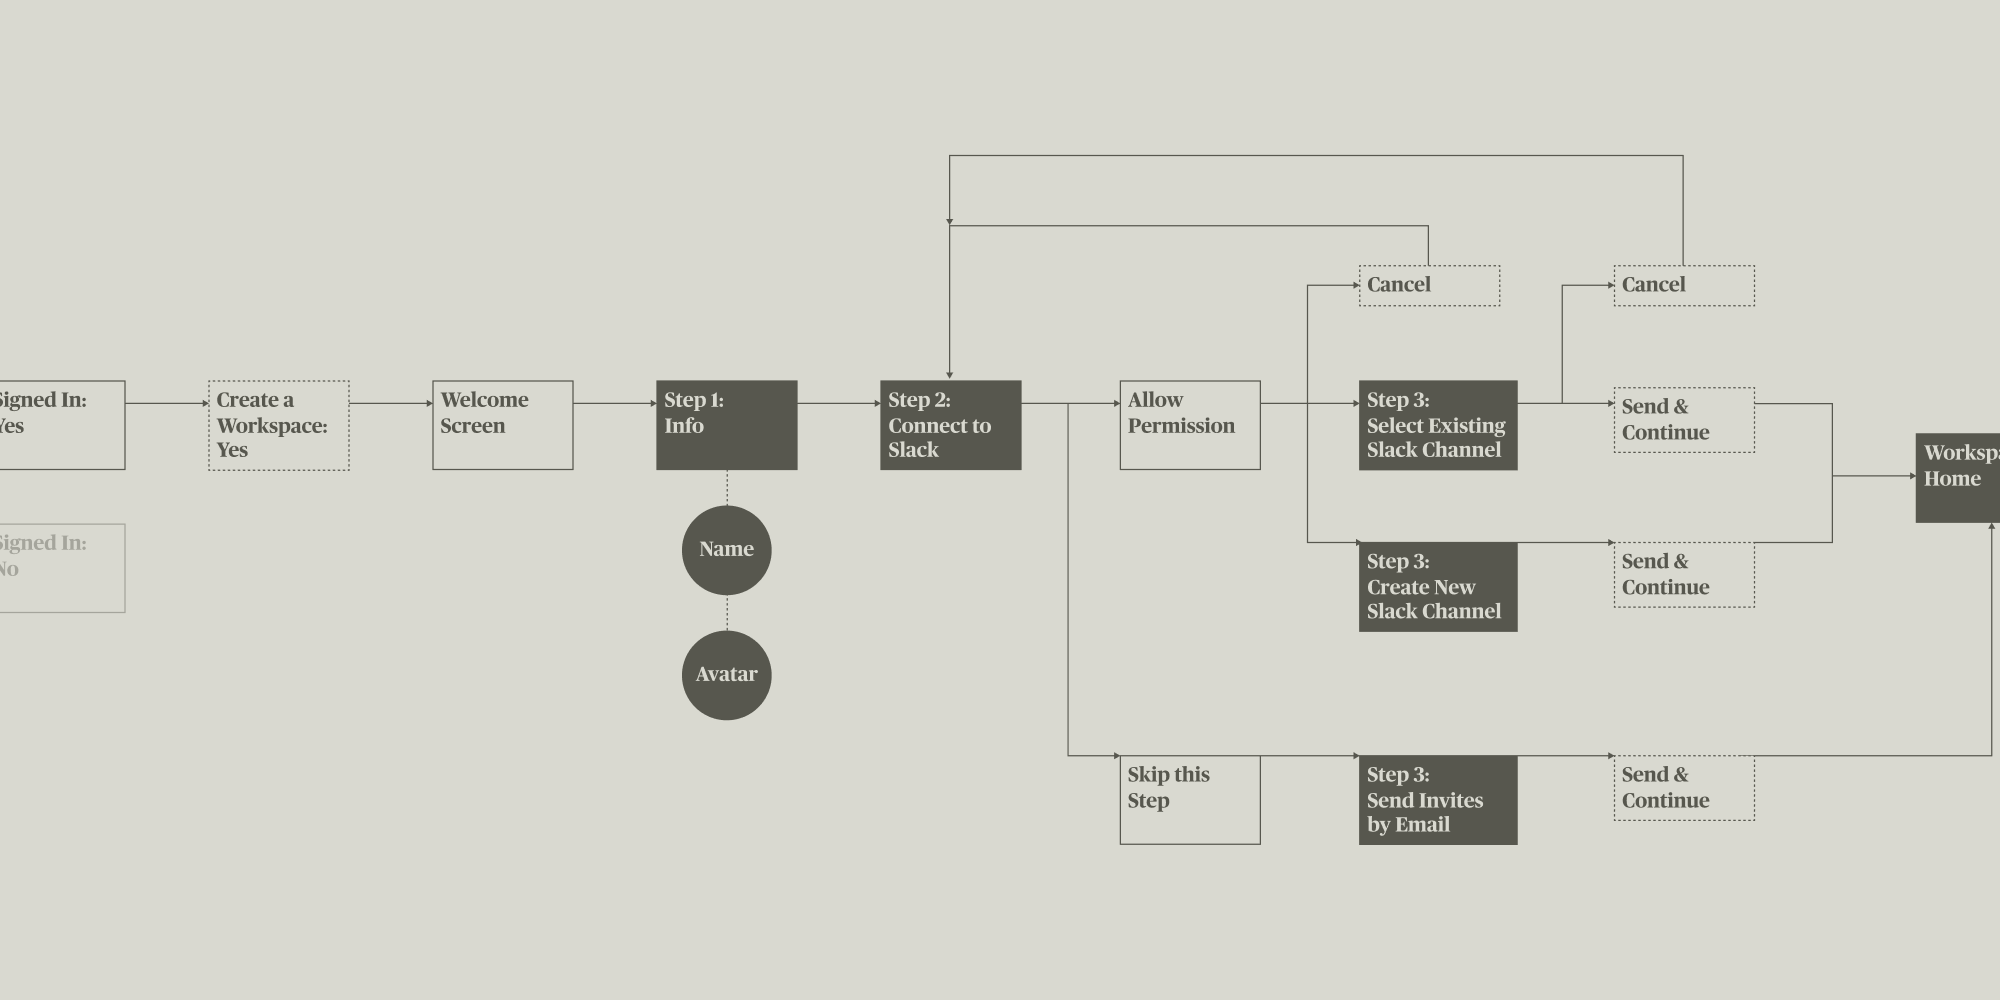 Signed In:
Yes
Signed In:
No
Create a
Workspace:
Yes
Welcome
Screen
Step 1:
Info
Name
Avatar
Step 2:
Connect to
Slack
Allow
Permission
Skip this
Step
Cancel
Step 3:
Select Existing
Slack Channel
Step 3:
Create New
Slack Channel
Step 3:
Send Invites
by Email
Cancel
Send &
Continue
Send &
Continue
Send &
Continue
Workspa
Home